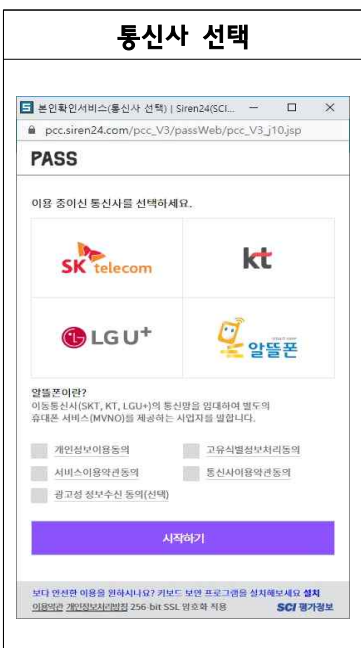 통신사 선택
본인확인서비스(통신사 선택) | Siren24(SCI...
pcc.siren24.com/pcc_V3/passWeb/pcc_V3_j10.jsp
PASS
이용 중이신 통신사를 선택하세요.
SK telecom
kt
LG U+
알뜰폰
알뜰폰이란?
이동통신사(SKT, KT, LGU+)의 통신망을 임대하여 별도의
휴대폰 서비스(MVNO)를 제공하는 사업자를 말합니다.
개인정보이용동의
고유식별정보처리동의
서비스이용약관동의
통신사이용약관동의
광고성 정보수신 동의(선택)
시작하기
보다 안전한 이용을 원하시나요? 키보드 보안 프로그램을 설치해보세요 설치
이용약관 개인정보처리방침 256-bit SSL 암호화 적용
SCI 평가정보